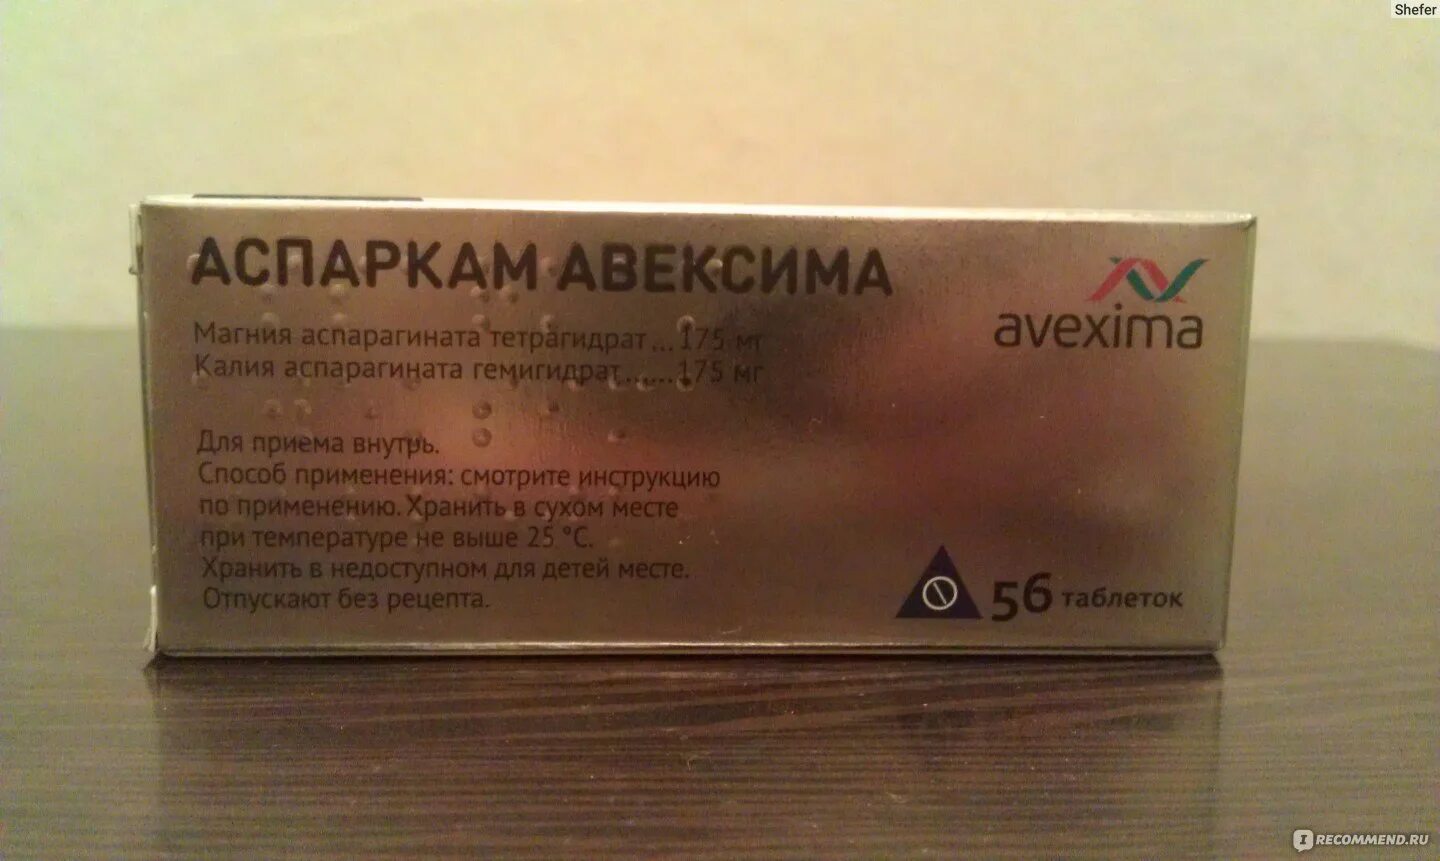 Shefer
АСПАРКАМ АВЕКСИМА
avexima
Магния аспарагината тетрагидрат ... 175 мг
Калия аспарагината гемигидрат ...... 175 мг
Для приема внутрь.
Способ применения: смотрите инструкцию
по применению. Хранить в сухом месте
при температуре не выше 25 °С.
Хранить в недоступном для детей месте.
Отпускают без рецепта.
56 таблеток
I RECOMMEND.RU